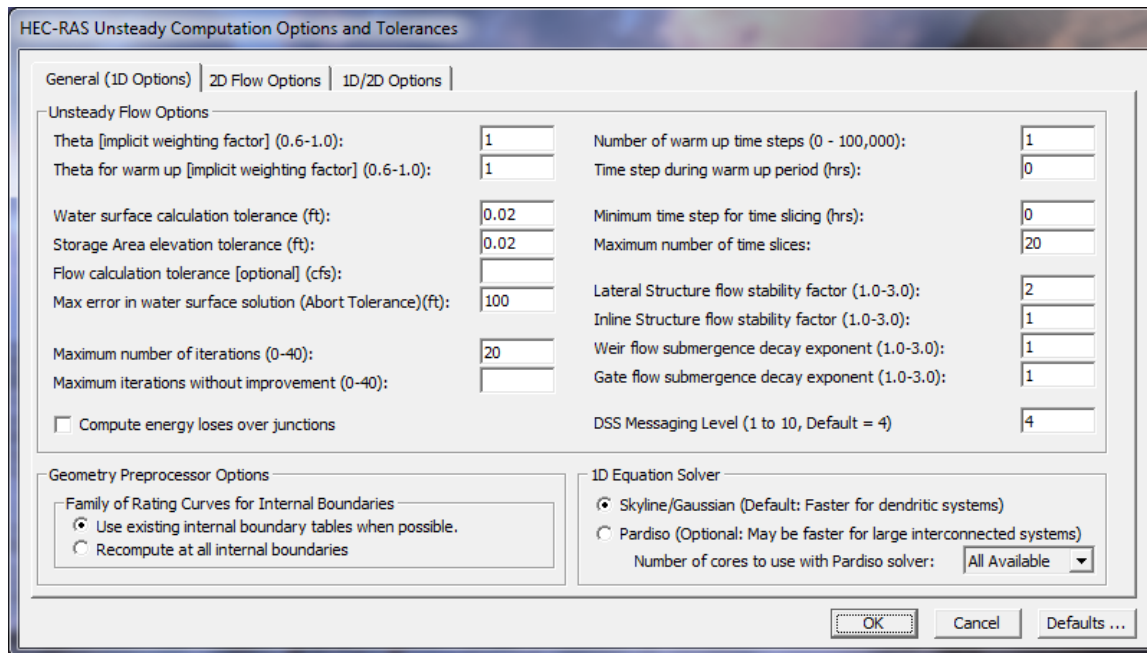 HEC-RAS Unsteady Computation Options and Tolerances
General (1D Options) 2D Flow Options 1D/2D Options
Unsteady Flow Options
Theta [implicit weighting factor] (0.6-1.0): 1
Theta for warm up [implicit weighting factor] (0.6-1.0): 1
Water surface calculation tolerance (ft): 0.02
Storage Area elevation tolerance (ft): 0.02
Flow calculation tolerance [optional] (cfs):
Max error in water surface solution (Abort Tolerance)(ft): 100
Maximum number of iterations (0-40): 20
Maximum iterations without improvement (0-40):
Compute energy loses over junctions
Number of warm up time steps (0 - 100,000): 1
Time step during warm up period (hrs): 0
Minimum time step for time slicing (hrs): 0
Maximum number of time slices: 20
Lateral Structure flow stability factor (1.0-3.0): 2
Inline Structure flow stability factor (1.0-3.0): 1
Weir flow submergence decay exponent (1.0-3.0): 1
Gate flow submergence decay exponent (1.0-3.0): 1
DSS Messaging Level (1 to 10, Default = 4) 4
Geometry Preprocessor Options
Family of Rating Curves for Internal Boundaries
Use existing internal boundary tables when possible.
Recompute at all internal boundaries
1D Equation Solver
Skyline/Gaussian (Default: Faster for dendritic systems)
Pardiso (Optional: May be faster for large interconnected systems)
Number of cores to use with Pardiso solver: All Available
OK Cancel Defaults ...